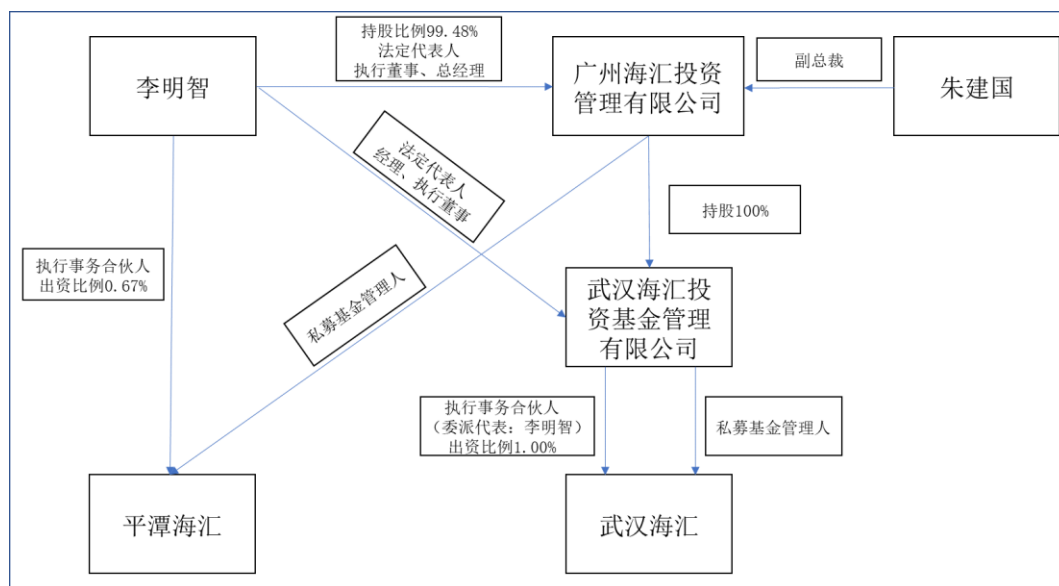 持股比例99.48%
法定代表人
执行董事、总经理
李明智
广州海汇投资
管理有限公司
副总裁
朱建国
法定代表人
经理、执行董事
持股100%
执行事务合伙人
出资比例0.67%
私募基金管理人
武汉海汇投
资基金管理
有限公司
执行事务合伙人
（委派代表：李明智）
出资比例1.00%
私募基金管理人
平潭海汇
武汉海汇